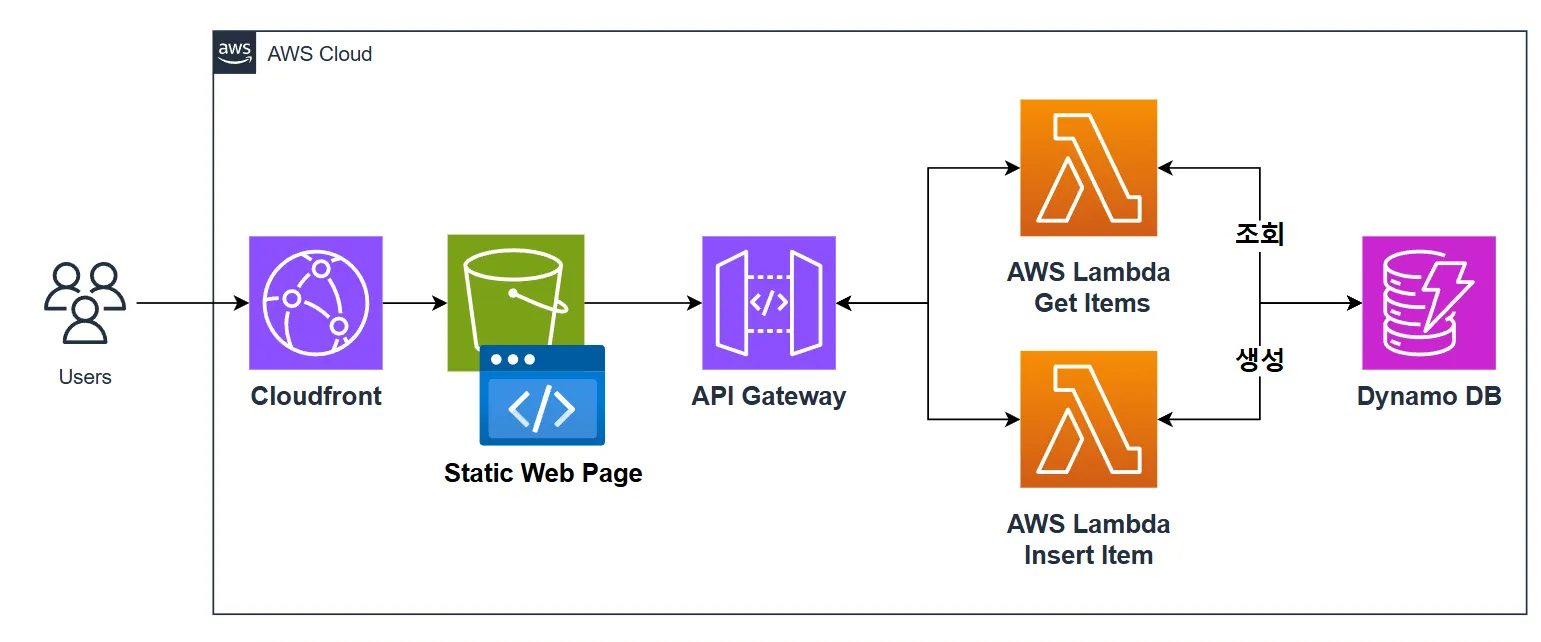 aws
AWS Cloud
Users
Cloudfront
</>
Static Web Page
</>
API Gateway
AWS Lambda
Get Items
AWS Lambda
Insert Item
조회
생성
Dynamo DB